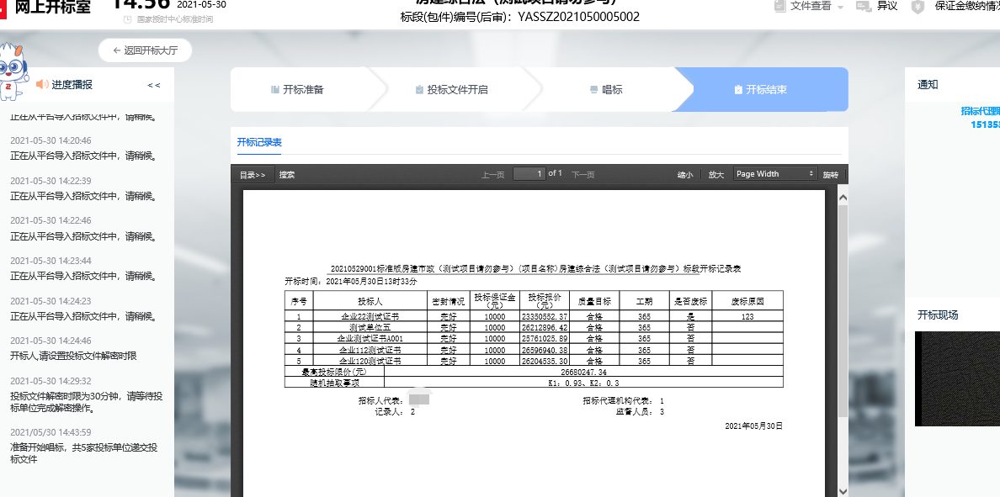 网上开标室
14:56
2021-05-30
国家授时中心标准时间
房建综合法（测试项目请勿参与）
标段(包件)编号(后审)：YASSZ2021050005002
文件查看
异议
保证金缴纳情况
← 返回开标大厅
进度播报
<<
正在从平台导入招标文件中，请稍候。
2021-05-30 14:20:46
正在从平台导入招标文件中，请稍候。
2021-05-30 14:22:39
正在从平台导入招标文件中，请稍候。
2021-05-30 14:22:46
正在从平台导入招标文件中，请稍候。
2021-05-30 14:23:44
正在从平台导入招标文件中，请稍候。
2021-05-30 14:24:23
正在从平台导入招标文件中，请稍候。
2021-05-30 14:24:46
开标人,请设置投标文件解密时限
2021-05-30 14:29:32
投标文件解密时限为30分钟，请等待投
标单位完成解密操作。
2021/05/30 14:43:59
准备开始唱标，共5家投标单位递交投
标文件
开标准备
投标文件开启
唱标
开标结束
开标记录表
目录>>
搜索
上一页
1 of 1
下一页
缩小
放大
Page Width
旋转
20210529001标准版房建市政（测试项目请勿参与）(项目名称)房建综合法（测试项目请勿参与）标段开标记录表
开标时间：2021年05月30日13时33分
序号 投标人 密封情况 投标保证金（元） 投标报价（元） 质量目标 工期 是否废标 废标原因
1 企业22测试证书 完好 10000 23350552.37 合格 365 是 123
2 测试单位五 完好 10000 26212896.42 合格 365 否
3 企业测试证书A001 完好 10000 25761025.89 合格 365 否
4 企业112测试证书 完好 10000 26596940.38 合格 365 否
5 企业120测试证书 完好 10000 26204535.30 合格 365 否
最高投标限价(元) 26680247.34
随机抽取事项 K1：0.93、K2：0.3
招标人代表：
招标代理机构代表： 1
记录人： 2
监督人员： 3
2021年05月30日
通知
招标代理
15135
开标现场